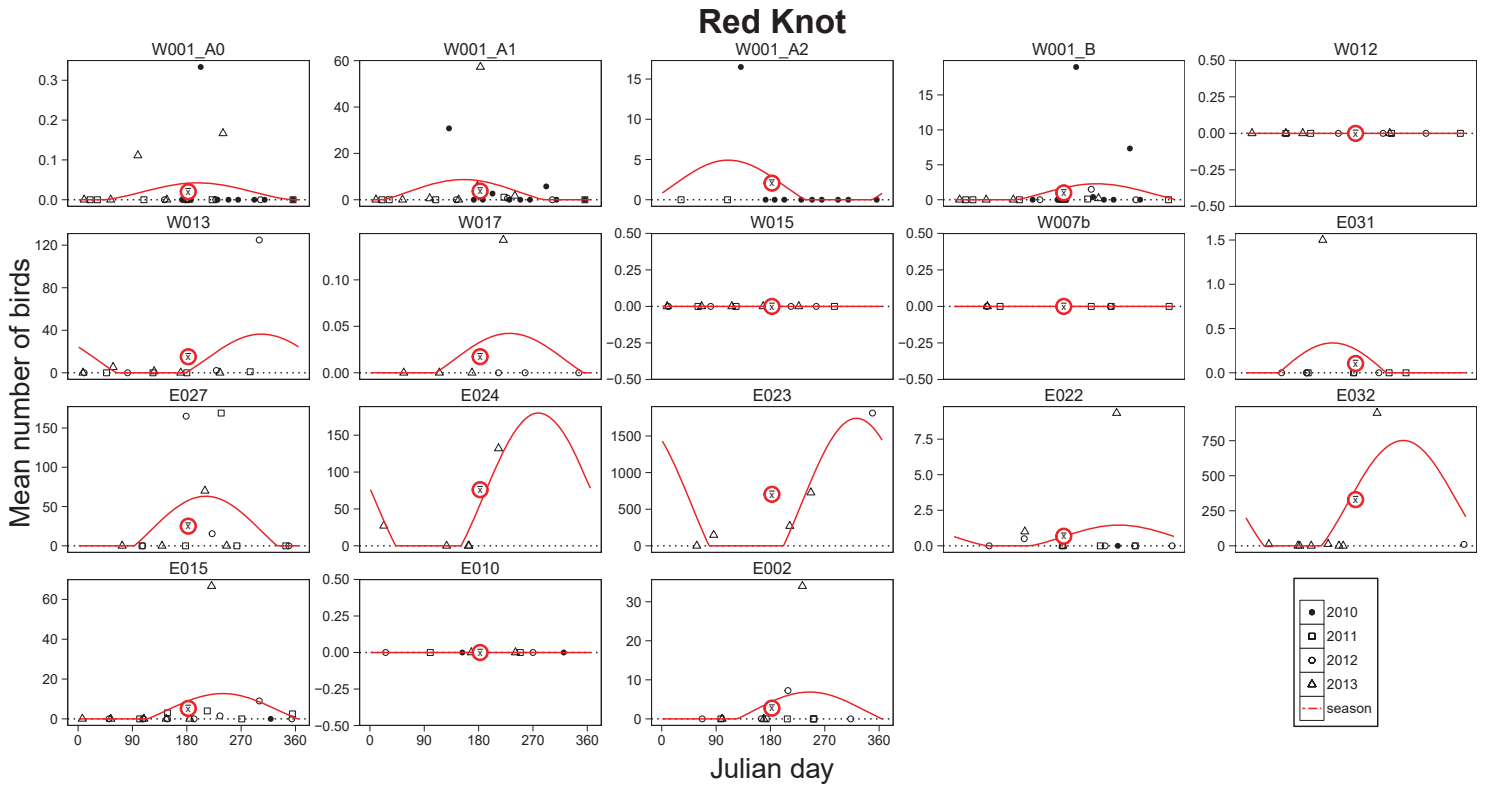 Red Knot
W001_A0 W001_A1 W001_A2 W001_B W012
0.3 0.2 0.1 0.0
60 40 20 0
15 10 5 0
15 10 5 0
0.50 0.25 0.00 −0.25 −0.50
W013 W017 W015 W007b E031
120 80 40 0
0.10 0.05 0.00
0.50 0.25 0.00 −0.25 −0.50
0.50 0.25 0.00 −0.25 −0.50
1.5 1.0 0.5 0.0
Mean number of birds
E027 E024 E023 E022 E032
150 100 50 0
150 100 50 0
1500 1000 500 0
7.5 5.0 2.5 0.0
750 500 250 0
E015 E010 E002
60 40 20 0
0.50 0.25 0.00 −0.25 −0.50
30 20 10 0
x̄ x̄ x̄ x̄ x̄
x̄ x̄ x̄ x̄ x̄
x̄ x̄ x̄ x̄ x̄
x̄ x̄ x̄
2010
2011
2012
2013
season
0 90 180 270 360 0 90 180 270 360 0 90 180 270 360
Julian day